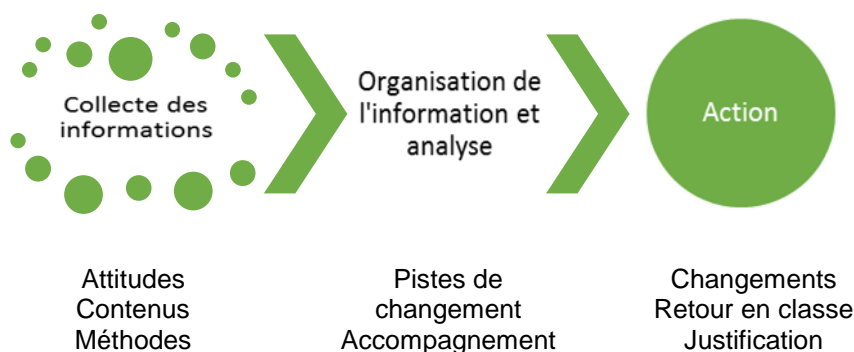 Collecte des
informations
Organisation de
l'information et
analyse
Action
Attitudes
Contenus
Méthodes
Pistes de
changement
Accompagnement
Changements
Retour en classe
Justification